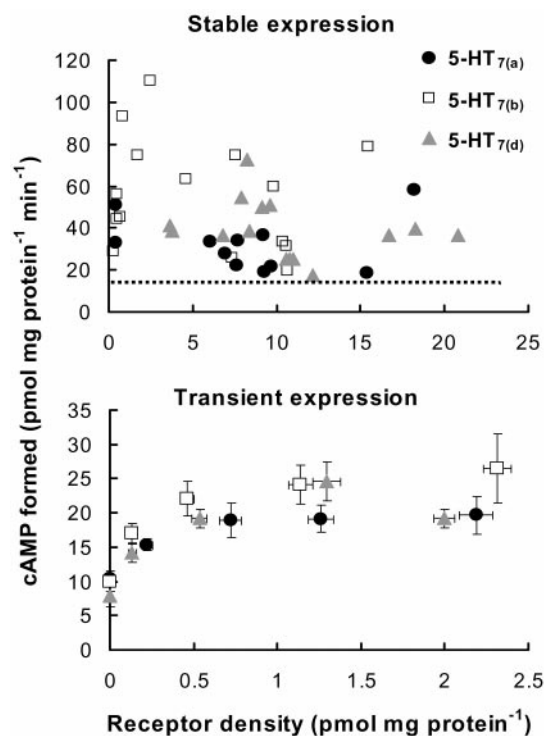 Stable expression
5-HT7(a)
5-HT7(b)
5-HT7(d)
120
100
80
60
40
20
0
0 5 10 15 20 25
Transient expression
35
30
25
20
15
10
5
0
0 0.5 1 1.5 2 2.5
cAMP formed (pmol mg protein⁻¹ min⁻¹)
Receptor density (pmol mg protein⁻¹)